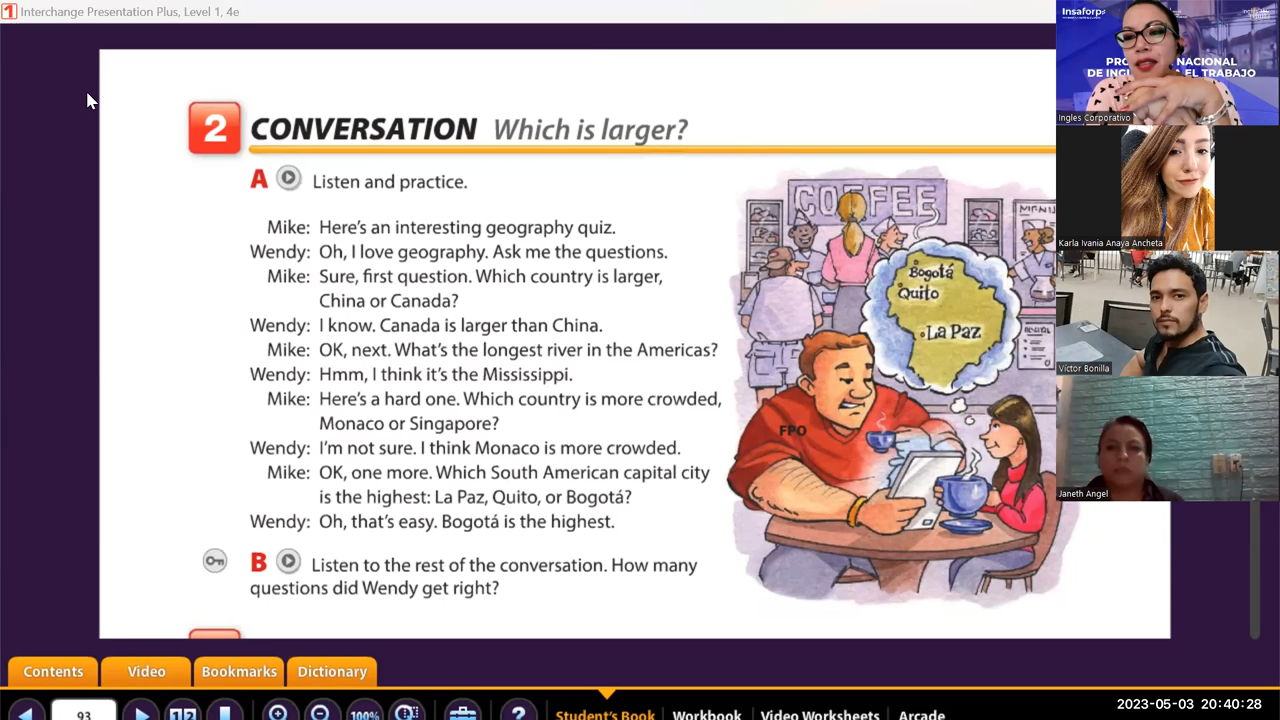 Interchange Presentation Plus, Level 1, 4e
2 CONVERSATION Which is larger?
A Listen and practice.
Mike: Here's an interesting geography quiz.
Wendy: Oh, I love geography. Ask me the questions.
Mike: Sure, first question. Which country is larger,
China or Canada?
Wendy: I know. Canada is larger than China.
Mike: OK, next. What's the longest river in the Americas?
Wendy: Hmm, I think it's the Mississippi.
Mike: Here's a hard one. Which country is more crowded,
Monaco or Singapore?
Wendy: I'm not sure. I think Monaco is more crowded.
Mike: OK, one more. Which South American capital city
is the highest: La Paz, Quito, or Bogotá?
Wendy: Oh, that's easy. Bogotá is the highest.
B Listen to the rest of the conversation. How many
questions did Wendy get right?
COFFEE
MENU
Bogotá
Quito
La Paz
FPO
Insaforp
NACIONAL
DE EL TRABAJO
Ingles Corporativo
Karla Ivania Anaya Ancheta
Víctor Bonilla
Janeth Angel
Contents Video Bookmarks Dictionary
93
1 2
100%
?
Student's Book Workbook Video Worksheets Arcade
2023-05-03 20:40:28